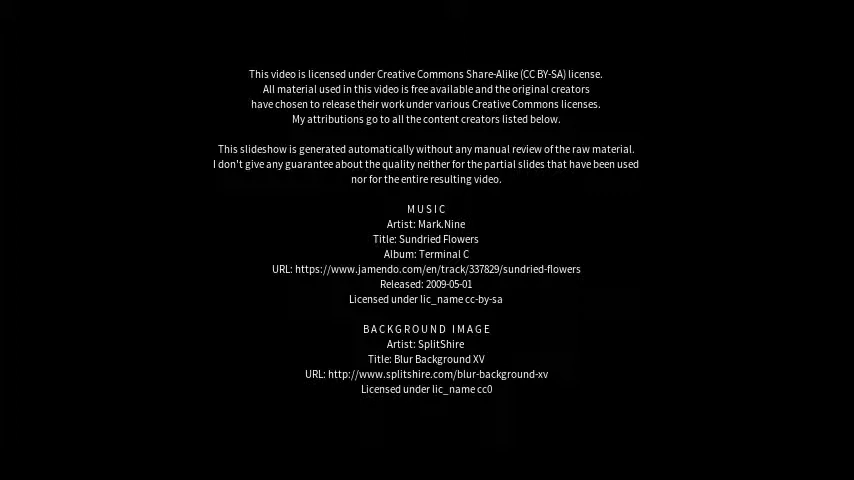 This video is licensed under Creative Commons Share-Alike (CC BY-SA) license.
All material used in this video is free available and the original creators
have chosen to release their work under various Creative Commons licenses.
My attributions go to all the content creators listed below.
This slideshow is generated automatically without any manual review of the raw material.
I don't give any guarantee about the quality neither for the partial slides that have been used
nor for the entire resulting video.
MUSIC
Artist: Mark.Nine
Title: Sundried Flowers
Album: Terminal C
URL: https://www.jamendo.com/en/track/337829/sundried-flowers
Released: 2009-05-01
Licensed under lic_name cc-by-sa
BACKGROUND IMAGE
Artist: SplitShire
Title: Blur Background XV
URL: http://www.splitshire.com/blur-background-xv
Licensed under lic_name cc0